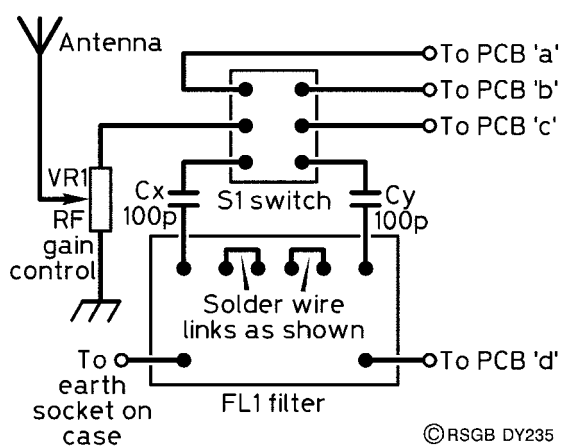 Antenna
To PCB 'a'
To PCB 'b'
To PCB 'c'
VR1
RF
gain
control
Cx
100p
S1 switch
Cy
100p
Solder wire
links as shown
To
earth
socket on
case
To PCB 'd'
FL1 filter
©RSGB DY235